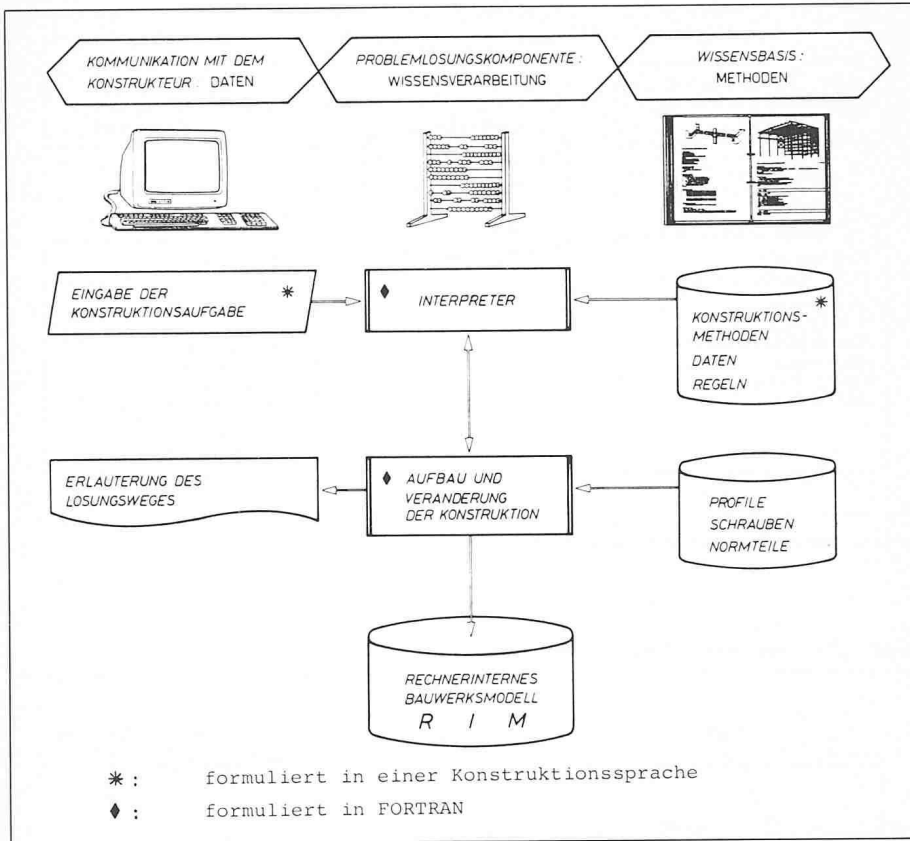 KOMMUNIKATION MIT DEM
KONSTRUKTEUR: DATEN
PROBLEMLOSUNGSKOMPONENTE:
WISSENSVERARBEITUNG
WISSENSBASIS:
METHODEN
EINGABE DER *
KONSTRUKTIONSAUFGABE
♦ INTERPRETER
KONSTRUKTIONS- *
METHODEN
DATEN
REGELN
ERLAUTERUNG DES
LOSUNGSWEGES
♦ AUFBAU UND
VERANDERUNG
DER KONSTRUKTION
PROFILE
SCHRAUBEN
NORMTEILE
RECHNERINTERNES
BAUWERKSMODELL
R I M
* : formuliert in einer Konstruktionssprache
♦ : formuliert in FORTRAN